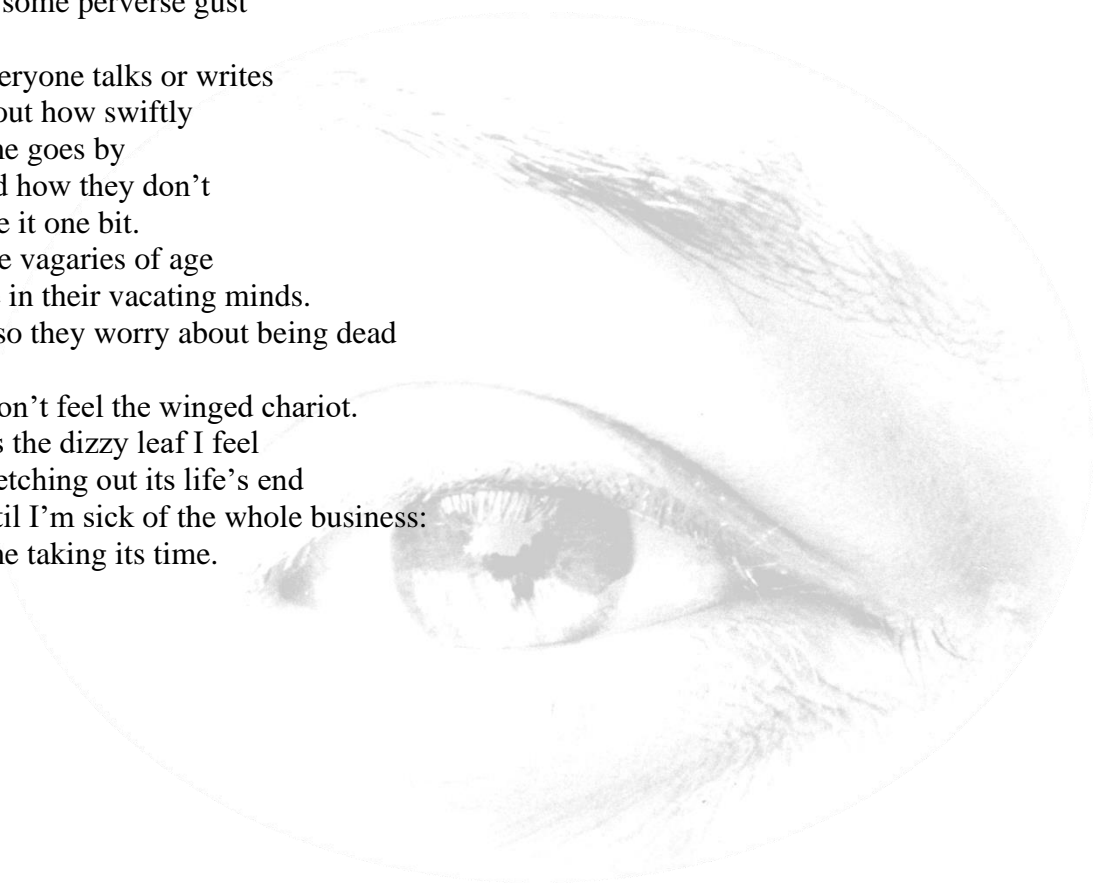 some perverse gust
eryone talks or writes
out how swiftly
me goes by
d how they don’t
e it one bit.
e vagaries of age
in their vacating minds.
so they worry about being dead
on’t feel the winged chariot.
s the dizzy leaf I feel
etching out its life’s end
til I’m sick of the whole business:
me taking its time.